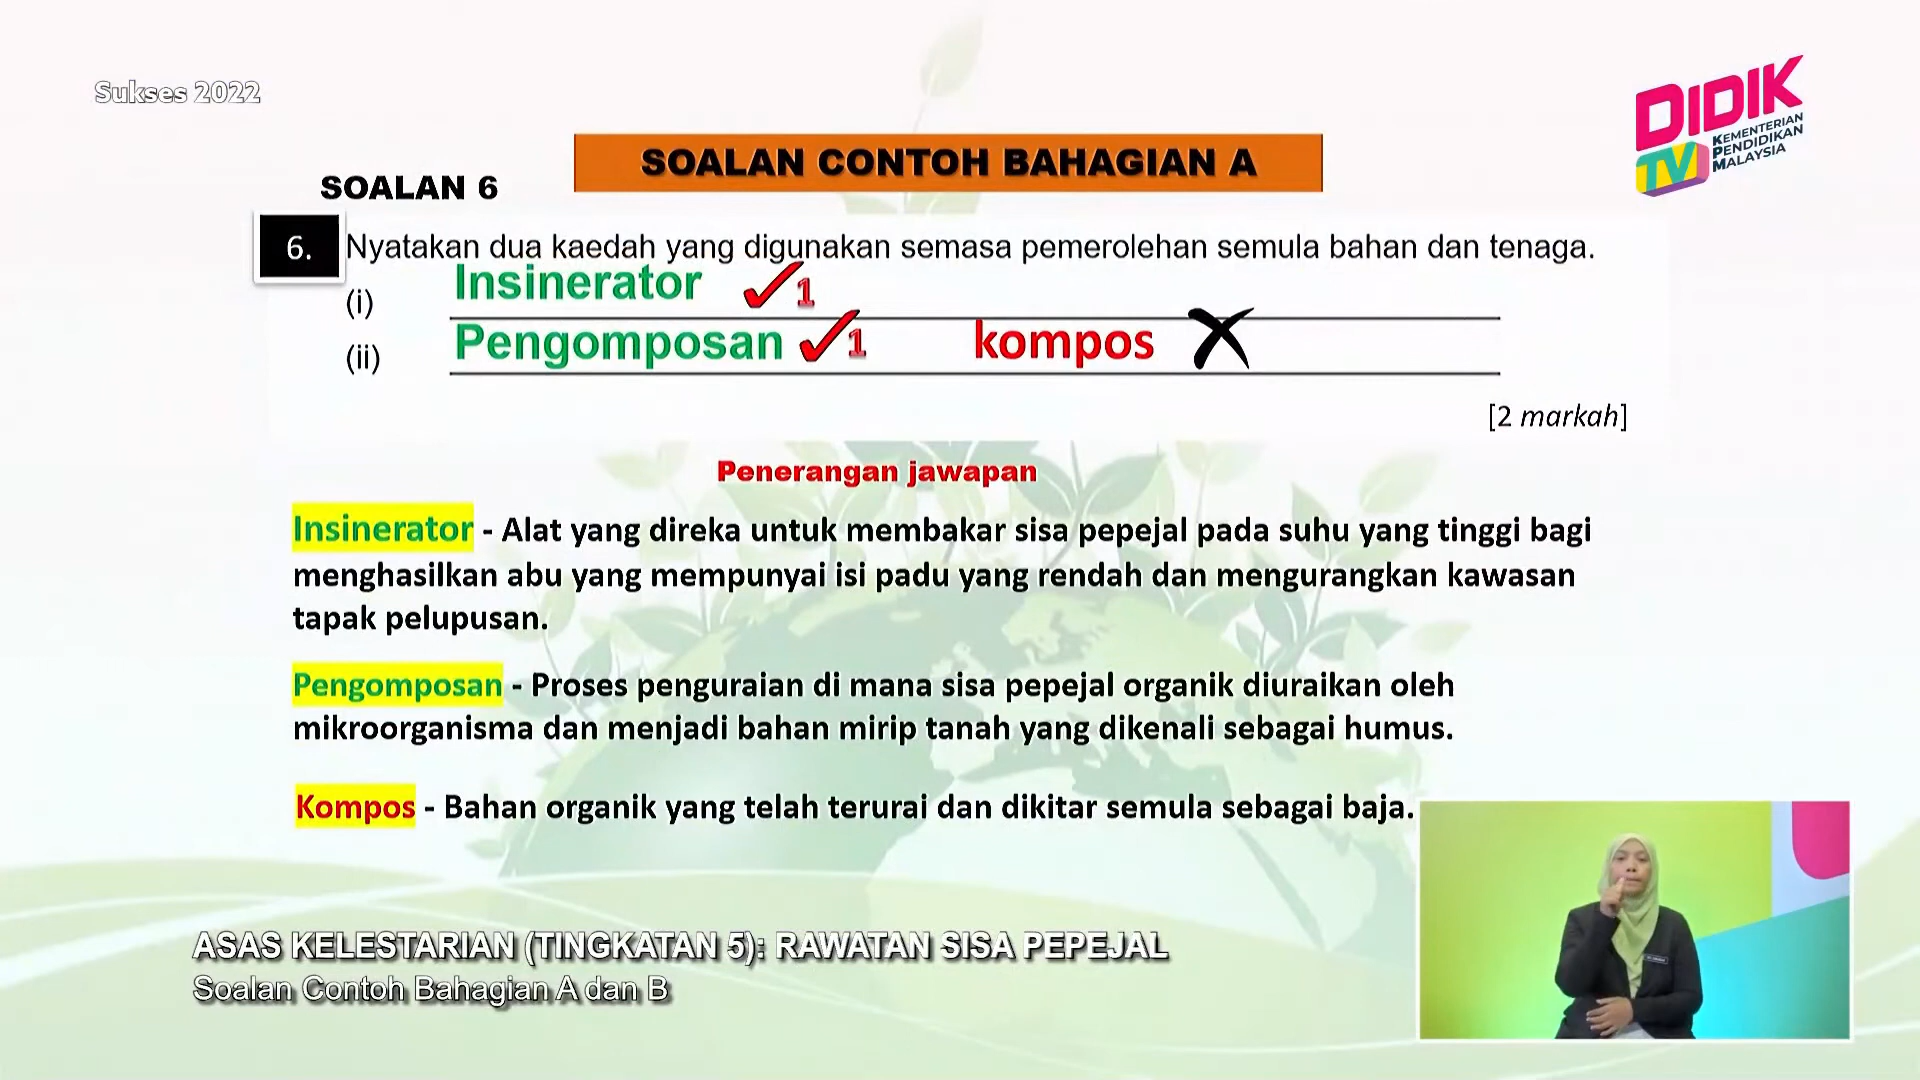 Sukses 2022
DIDIK
TV
KEMENTERIAN
PENDIDIKAN
MALAYSIA
SOALAN CONTOH BAHAGIAN A
SOALAN 6
6. Nyatakan dua kaedah yang digunakan semasa pemerolehan semula bahan dan tenaga.
(i) Insinerator 1
(ii) Pengomposan 1 kompos
[2 markah]
Penerangan jawapan
Insinerator - Alat yang direka untuk membakar sisa pepejal pada suhu yang tinggi bagi
menghasilkan abu yang mempunyai isi padu yang rendah dan mengurangkan kawasan
tapak pelupusan.
Pengomposan - Proses penguraian di mana sisa pepejal organik diuraikan oleh
mikroorganisma dan menjadi bahan mirip tanah yang dikenali sebagai humus.
Kompos - Bahan organik yang telah terurai dan dikitar semula sebagai baja.
ASAS KELESTARIAN (TINGKATAN 5): RAWATAN SISA PEPEJAL
Soalan Contoh Bahagian A dan B